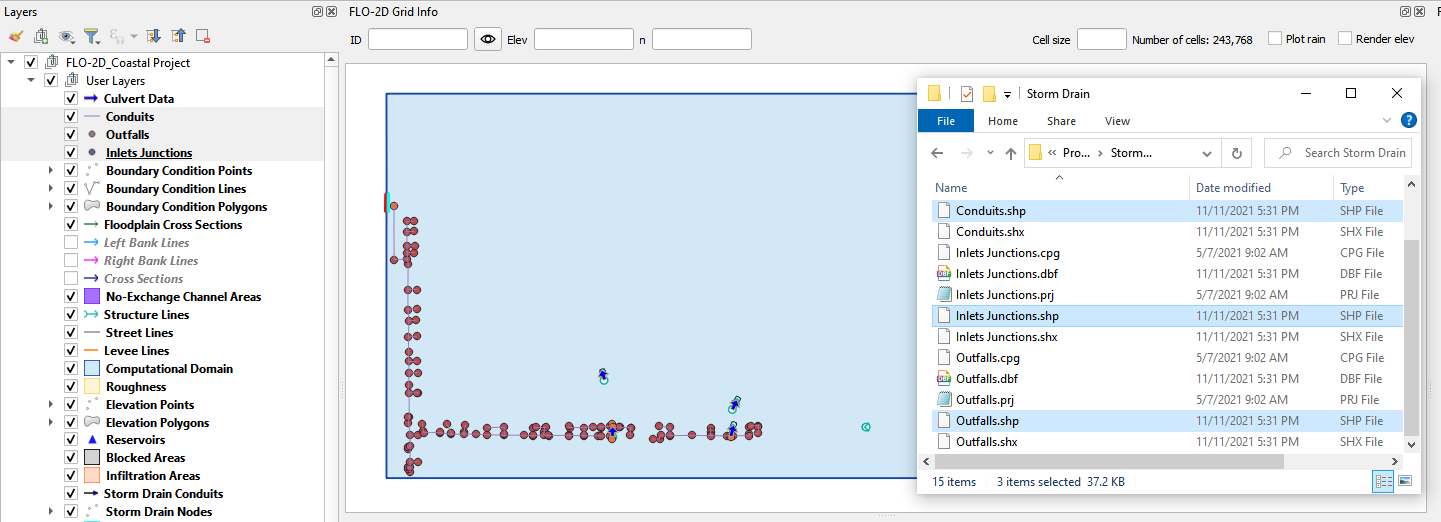 Layers
FLO-2D Grid Info
ID
Elev
n
Cell size
Number of cells: 243,768
Plot rain
Render elev
FLO-2D_Coastal Project
User Layers
Culvert Data
Conduits
Outfalls
Inlets Junctions
Boundary Condition Points
Boundary Condition Lines
Boundary Condition Polygons
Floodplain Cross Sections
Left Bank Lines
Right Bank Lines
Cross Sections
No-Exchange Channel Areas
Structure Lines
Street Lines
Levee Lines
Computational Domain
Roughness
Elevation Points
Elevation Polygons
Reservoirs
Blocked Areas
Infiltration Areas
Storm Drain Conduits
Storm Drain Nodes
Storm Drain
File Home Share View
« Pro... > Storm...
Search Storm Drain
Name Date modified Type
Conduits.shp 11/11/2021 5:31 PM SHP File
Conduits.shx 11/11/2021 5:31 PM SHX File
Inlets Junctions.cpg 5/7/2021 9:02 AM CPG File
Inlets Junctions.dbf 11/11/2021 5:31 PM DBF File
Inlets Junctions.prj 5/7/2021 9:02 AM PRJ File
Inlets Junctions.shp 11/11/2021 5:31 PM SHP File
Inlets Junctions.shx 11/11/2021 5:31 PM SHX File
Outfalls.cpg 5/7/2021 9:02 AM CPG File
Outfalls.dbf 11/11/2021 5:31 PM DBF File
Outfalls.prj 5/7/2021 9:02 AM PRJ File
Outfalls.shp 11/11/2021 5:31 PM SHP File
Outfalls.shx 11/11/2021 5:31 PM SHX File
15 items 3 items selected 37.2 KB